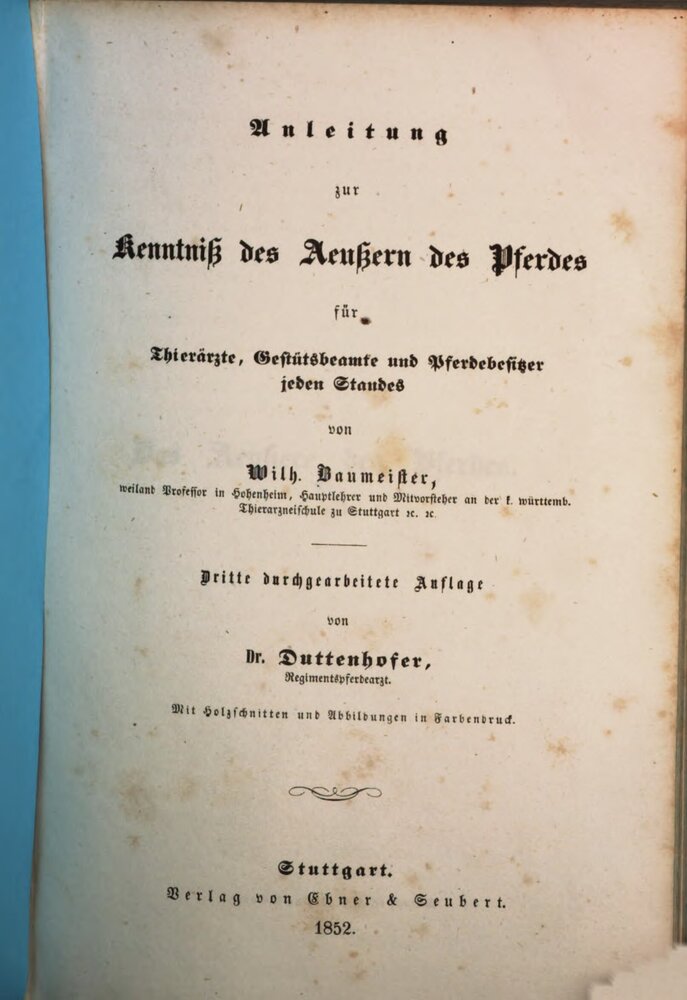 Anleitung
zur
Kenntniß des Aeußern des Pferdes
für
Thierärzte, Gestütsbeamte und Pferdebesitzer
jeden Standes
von
Wilh. Baumeister,
weiland Professor in Hohenheim, Hauptlehrer und Mitvorsteher an der k. württemb.
Thierarzneischule zu Stuttgart ꝛc. ꝛc.
Dritte durchgearbeitete Auflage
von
Dr. Duttenhofer,
Regimentspferdearzt.
Mit Holzschnitten und Abbildungen in Farbendruck.
Stuttgart.
Verlag von Ebner & Seubert.
1852.